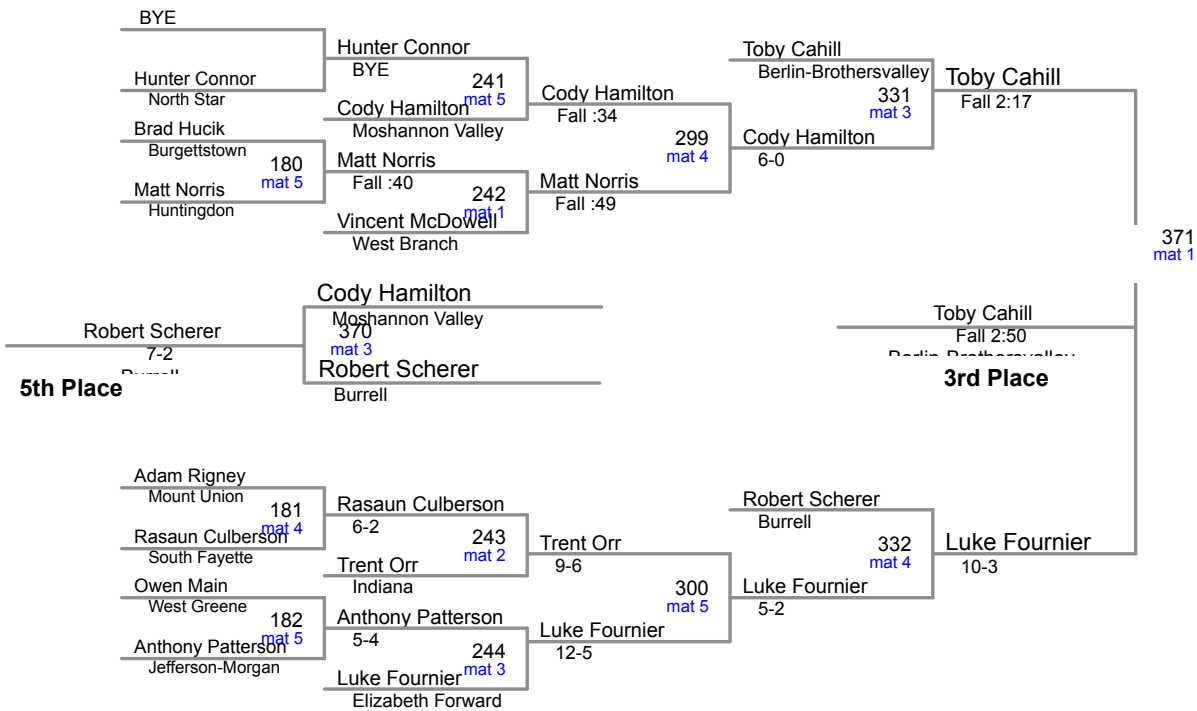 BYE
Hunter Connor
North Star
Hunter Connor
BYE
241
mat 5
Cody Hamilton
Moshannon Valley
Brad Hucik
Burgettstown
180
mat 5
Matt Norris
Huntingdon
Matt Norris
Fall :40
242
mat 1
Vincent McDowell
West Branch
Cody Hamilton
Fall :34
299
mat 4
Matt Norris
Fall :49
Toby Cahill
Berlin-Brothersvalley
331
mat 3
Cody Hamilton
6-0
Toby Cahill
Fall 2:17
371
mat 1
Cody Hamilton
Moshannon Valley
370
mat 3
Robert Scherer
Burrell
Robert Scherer
7-2
Burrell
5th Place
Toby Cahill
Fall 2:50
Berlin-Brothersvalley
3rd Place
Adam Rigney
Mount Union
181
mat 4
Rasaun Culberson
South Fayette
Owen Main
West Greene
182
mat 5
Anthony Patterson
Jefferson-Morgan
Rasaun Culberson
6-2
243
mat 2
Trent Orr
Indiana
Anthony Patterson
5-4
244
mat 3
Luke Fournier
Elizabeth Forward
Trent Orr
9-6
300
mat 5
Luke Fournier
12-5
Robert Scherer
Burrell
332
mat 4
Luke Fournier
5-2
Luke Fournier
10-3